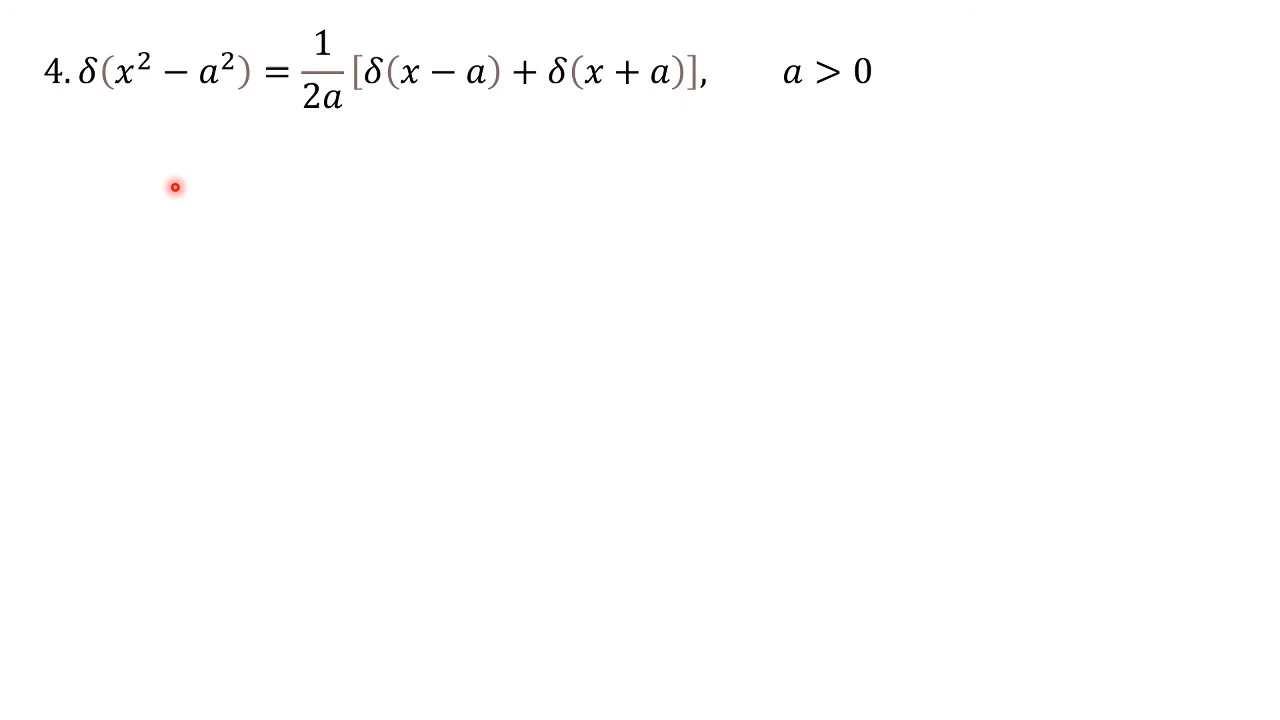 4. δ(x² − a²) = 1/2a [δ(x − a) + δ(x + a)], a > 0